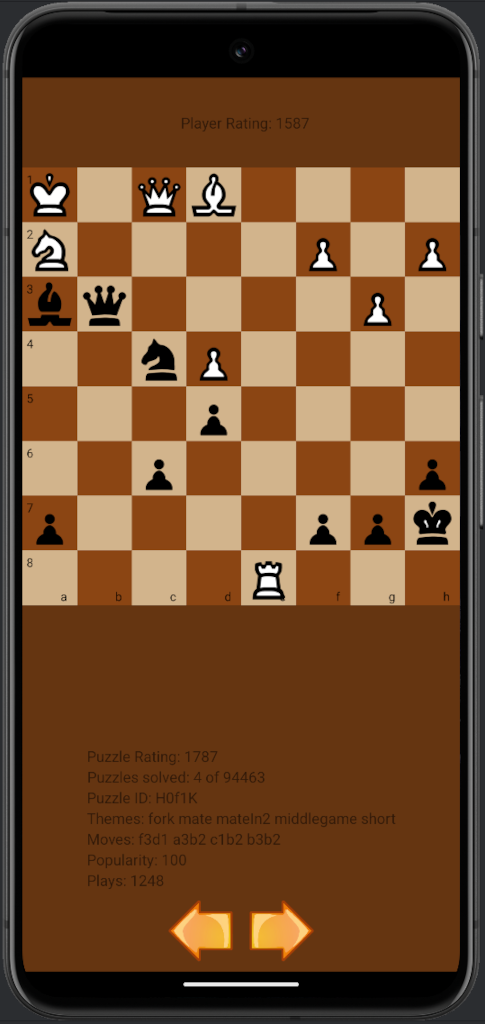 Player Rating: 1587
1
2
3
4
5
6
7
8
a b c d e f g h
Puzzle Rating: 1787
Puzzles solved: 4 of 94463
Puzzle ID: H0f1K
Themes: fork mate mateIn2 middlegame short
Moves: f3d1 a3b2 c1b2 b3b2
Popularity: 100
Plays: 1248